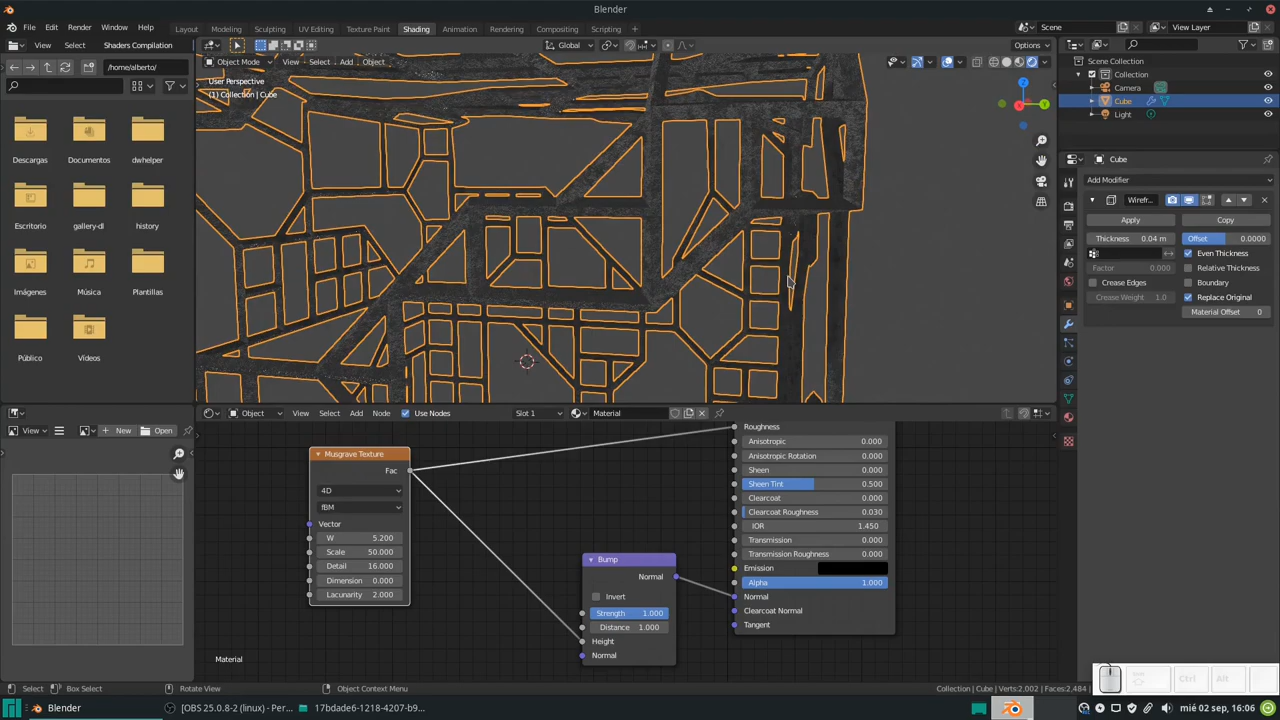 Blender
File Edit Render Window Help
Layout Modeling Sculpting UV Editing Texture Paint Shading Animation Rendering Compositing Scripting
Scene
View Layer
View Select Shaders Compilation
Global
Options
/home/alberto/
Object Mode View Select Add Object
User Perspective
(1) Collection | Cube
Descargas Documentos dwhelper
Escritorio gallery-dl history
Imágenes Música Plantillas
Público Vídeos
Scene Collection
Collection
Camera
Cube
Light
Cube
Add Modifier
Wirefr...
Apply Copy
Thickness 0.04 m Offset 0.0000
Even Thickness
Factor 0.000 Relative Thickness
Crease Edges Boundary
Crease Weight 1.0 Replace Original
Material Offset 0
View New Open
Object View Select Add Node Use Nodes Slot 1 Material
Musgrave Texture
Fac
4D
fBM
Vector
W 5.200
Scale 50.000
Detail 16.000
Dimension 0.000
Lacunarity 2.000
Bump
Normal
Invert
Strength 1.000
Distance 1.000
Height
Normal
Roughness
Anisotropic 0.000
Anisotropic Rotation 0.000
Sheen 0.000
Sheen Tint 0.500
Clearcoat 0.000
Clearcoat Roughness 0.030
IOR 1.450
Transmission 0.000
Transmission Roughness 0.000
Emission
Alpha 1.000
Normal
Clearcoat Normal
Tangent
Material
Ctrl Alt
Select Box Select Rotate View Object Context Menu
Collection | Cube | Verts:2,002 | Faces:2,484
Blender
[OBS 25.0.8-2 (linux) - Per...
17bdade6-1218-4207-b9...
mié 02 sep, 16:06